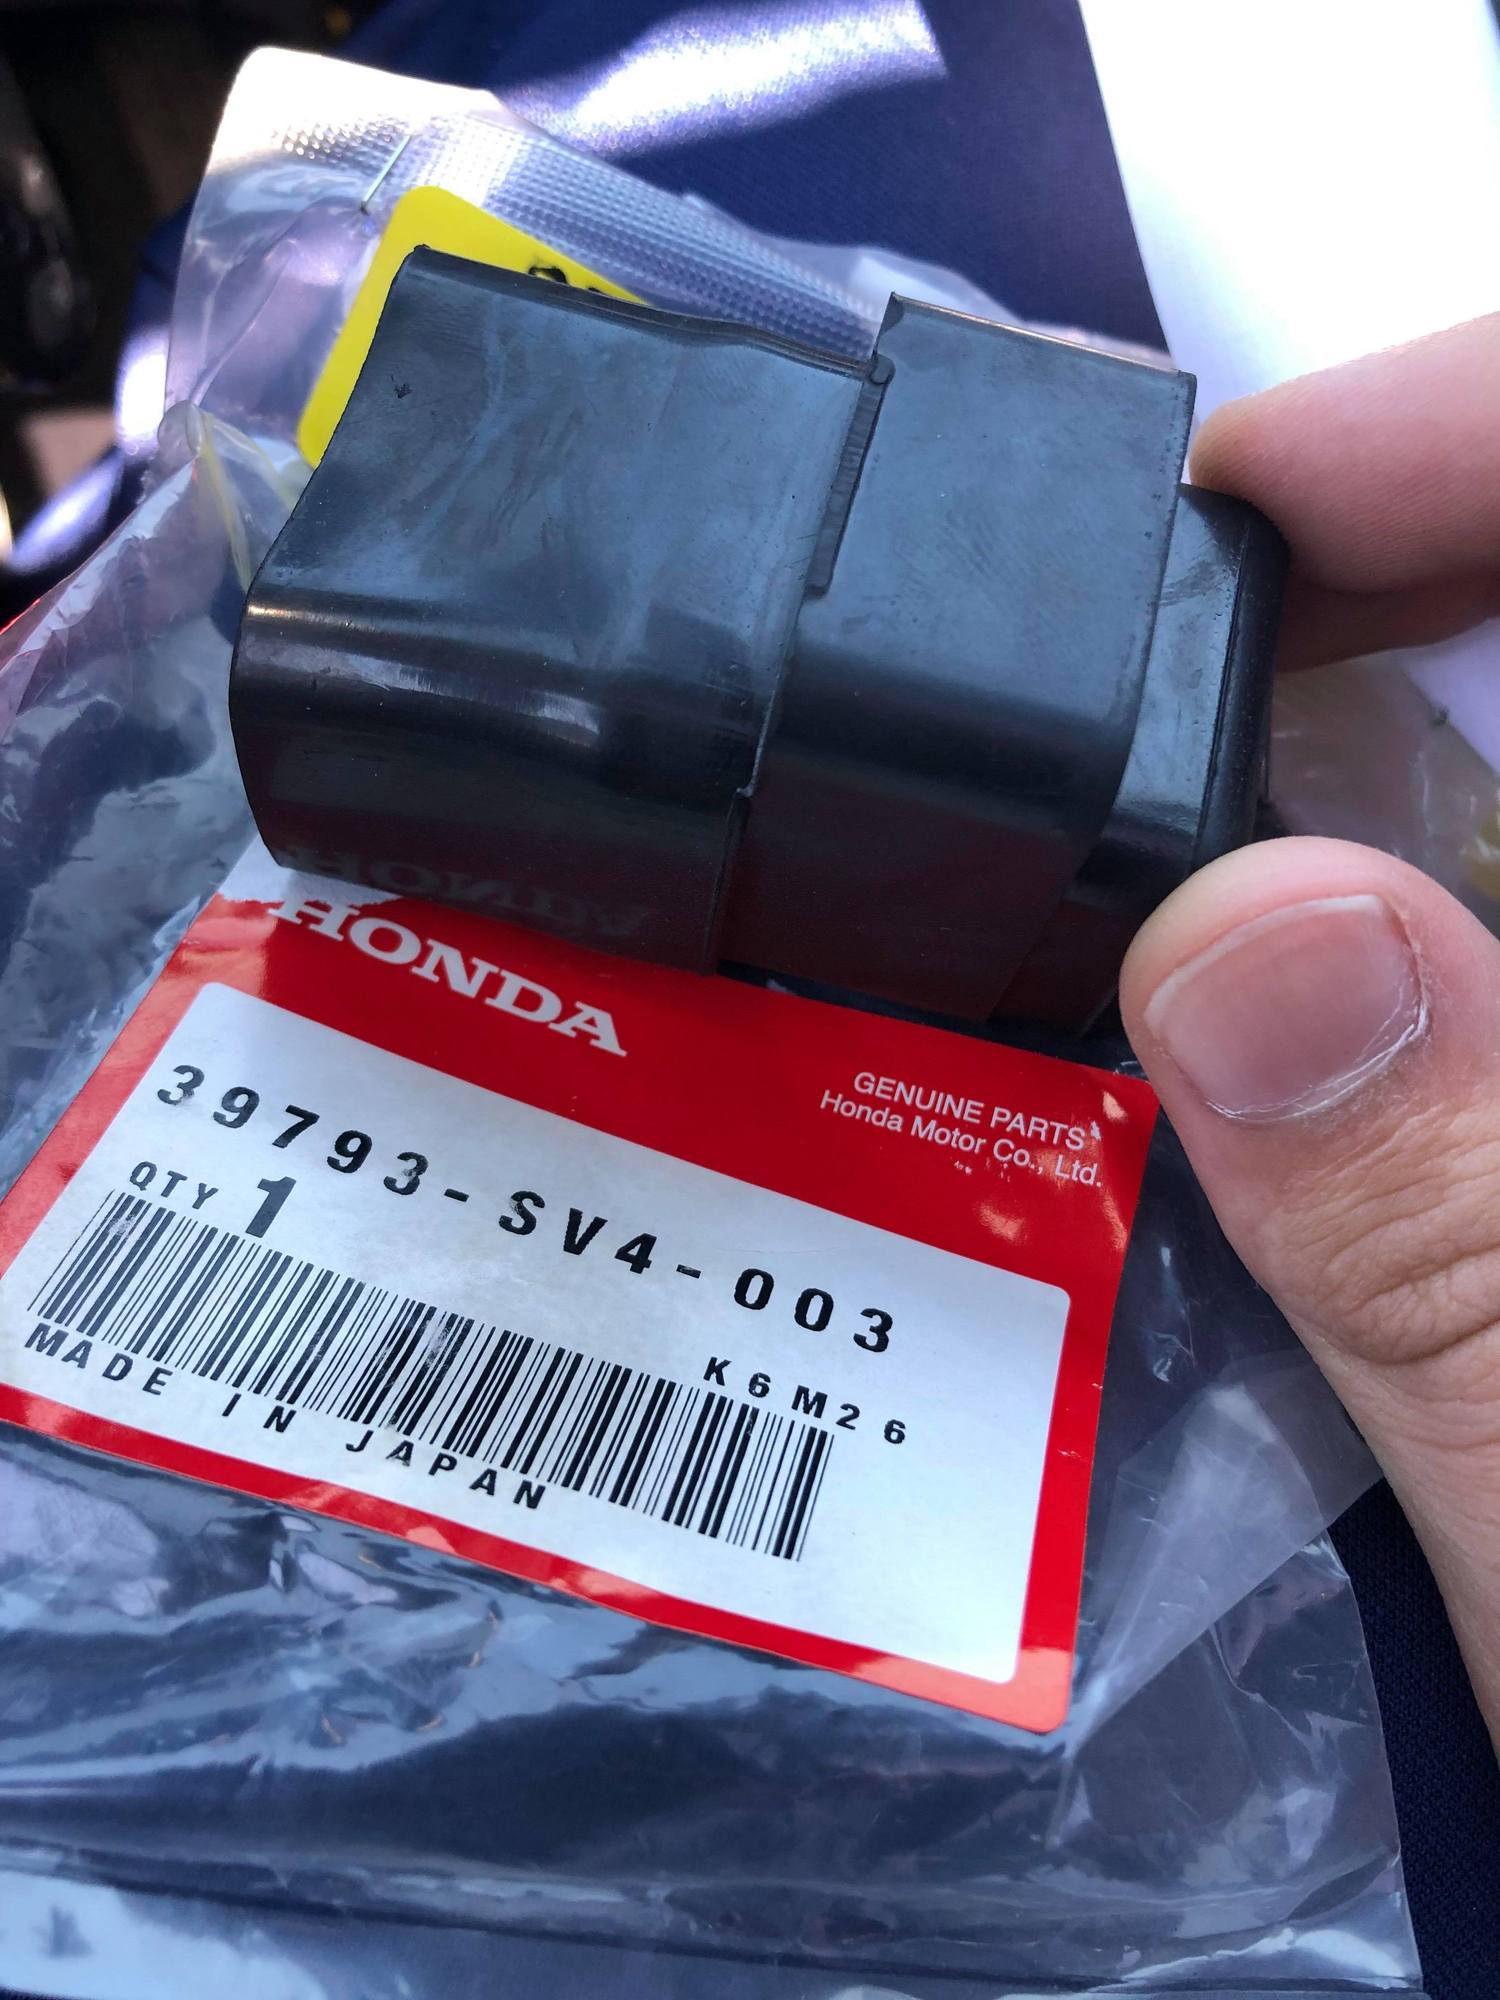 HONDA
GENUINE PARTS
Honda Motor Co., Ltd.
39793-SV4-003
QTY 1
K6M26
MADE IN JAPAN